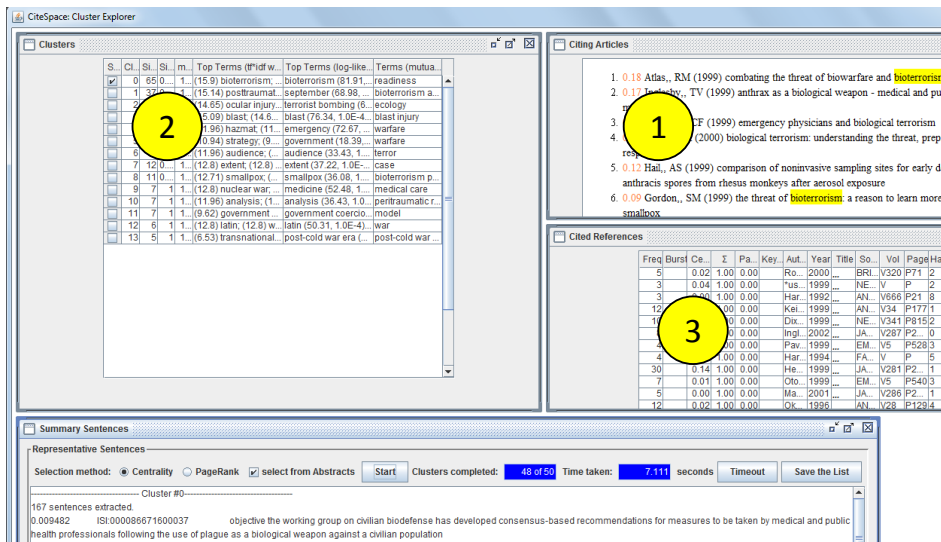 CiteSpace: Cluster Explorer
Clusters
S... Cl... Si... Si... m... Top Terms (tf*idf w... Top Terms (log-like... Terms (mutua...
0 65 0.... 1... (15.9) bioterrorism; ... bioterrorism (81.91,... readiness
1 37 1... (15.14) posttraumat... september (68.98, ... bioterrorism a...
(14.65) ocular injury... terrorist bombing (6... ecology
blast; (14.6... blast (76.34, 1.0E-4... blast injury
hazmat; (11... emergency (72.67, ... warfare
strategy; (9.... government (18.39,... warfare
6 (11.96) audience; (... audience (33.43, 1.... terror
7 12 0.... 1... (12.8) extent; (12.8) ... extent (37.22, 1.0E-... case
8 11 0.... 1... (12.71) smallpox; (... smallpox (36.08, 1.... bioterrorism p...
9 7 1 1... (12.8) nuclear war; ... medicine (52.48, 1.... medical care
10 7 1 1... (11.96) analysis; (1... analysis (36.43, 1.0... peritraumatic r...
11 7 1 1... (9.62) government ... government coercio... model
12 6 1 1... (12.8) latin; (12.8) w... latin (50.31, 1.0E-4)... war
13 5 1 1... (6.53) transnational... post-cold war era (... post-cold war ...
2
Citing Articles
1. 0.18 Atlas,, RM (1999) combating the threat of biowarfare and bioterrorism
2. 0.17 TV (1999) anthrax as a biological weapon - medical and pu
3. CF (1999) emergency physicians and biological terrorism
(2000) biological terrorism: understanding the threat, prep
5. 0.12 Hail,, AS (1999) comparison of noninvasive sampling sites for early d
anthracis spores from rhesus monkeys after aerosol exposure
6. 0.09 Gordon,, SM (1999) the threat of bioterrorism: a reason to learn more
smallpox
1
Cited References
Freq Burst Ce... Σ Pa... Key... Aut... Year Title So... Vol Page Ha
5 0.02 1.00 0.00 Ro... 2000 ... BRI... V320 P71 2
3 0.04 1.00 0.00 *us... 1999 ... NE... V P 2
3 0.00 1.00 0.00 Har... 1992 ... AN... V666 P21 8
12 0.00 Kei... 1999 ... AN... V34 P177 1
0.00 Dix... 1999 ... NE... V341 P815 2
0.00 Ingl... 2002 ... JA... V287 P2... 0
4 0.00 Pav... 1999 ... EM... V5 P528 3
4 1.00 0.00 Har... 1994 ... FA... V P 5
30 0.14 1.00 0.00 He... 1999 ... JA... V281 P2... 1
7 0.01 1.00 0.00 Oto... 1999 ... EM... V5 P540 3
5 0.00 1.00 0.00 Ma... 2001 ... JA... V286 P2... 1
12 0.02 1.00 0.00 Ok... 1996 AN... V28 P129 4
3
Summary Sentences
Representative Sentences
Selection method: Centrality PageRank select from Abstracts Start Clusters completed: 48 of 50 Time taken: 7.111 seconds Timeout Save the List
---------------------------- Cluster #0----------------------------
167 sentences extracted.
0.009482 ISI:000086671600037 objective the working group on civilian biodefense has developed consensus-based recommendations for measures to be taken by medical and public
health professionals following the use of plague as a biological weapon against a civilian population